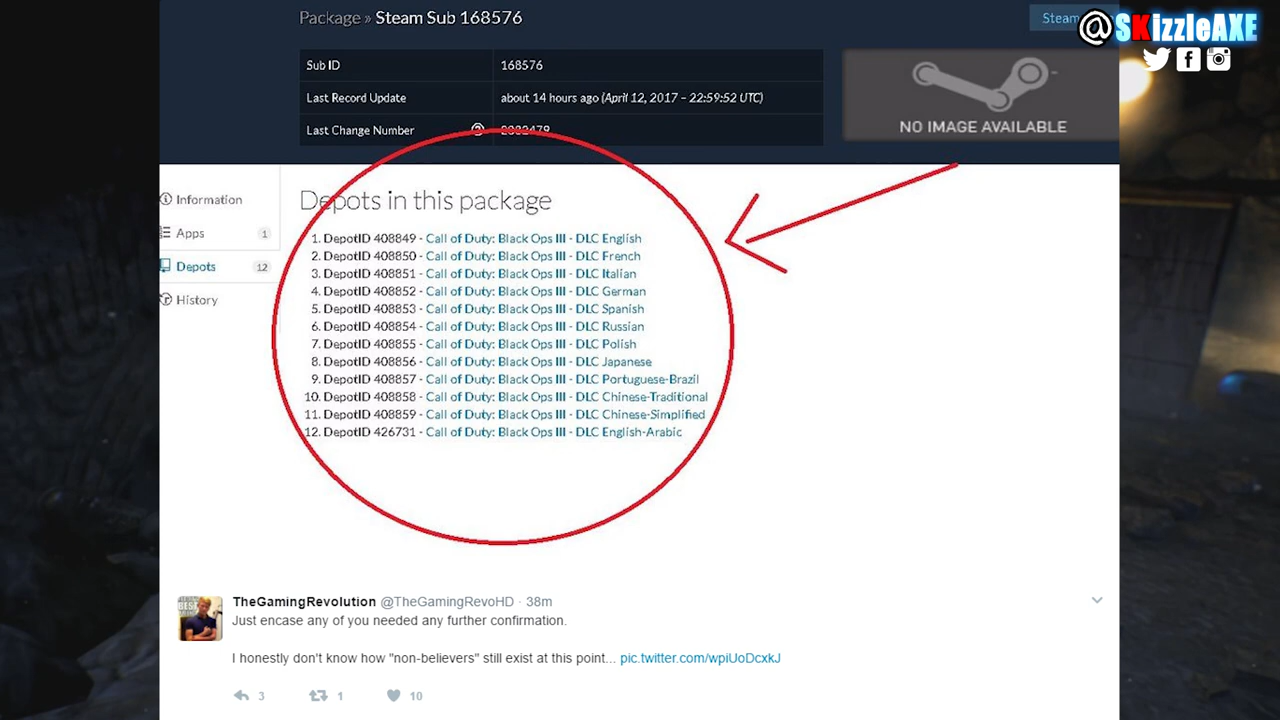 Package » Steam Sub 168576
Steam
@SKizzleAXE
Sub ID 168576
Last Record Update about 14 hours ago (April 12, 2017 – 22:59:52 UTC)
Last Change Number
NO IMAGE AVAILABLE
Information
Apps 1
Depots 12
History
Depots in this package
1. DepotID 408849 - Call of Duty: Black Ops III - DLC English
2. DepotID 408850 - Call of Duty: Black Ops III - DLC French
3. DepotID 408851 - Call of Duty: Black Ops III - DLC Italian
4. DepotID 408852 - Call of Duty: Black Ops III - DLC German
5. DepotID 408853 - Call of Duty: Black Ops III - DLC Spanish
6. DepotID 408854 - Call of Duty: Black Ops III - DLC Russian
7. DepotID 408855 - Call of Duty: Black Ops III - DLC Polish
8. DepotID 408856 - Call of Duty: Black Ops III - DLC Japanese
9. DepotID 408857 - Call of Duty: Black Ops III - DLC Portuguese-Brazil
10. DepotID 408858 - Call of Duty: Black Ops III - DLC Chinese-Traditional
11. DepotID 408859 - Call of Duty: Black Ops III - DLC Chinese-Simplified
12. DepotID 426731 - Call of Duty: Black Ops III - DLC English-Arabic
TheGamingRevolution @TheGamingRevoHD · 38m
Just encase any of you needed any further confirmation.
I honestly don't know how "non-believers" still exist at this point... pic.twitter.com/wpiUoDcxkJ
3 1 10